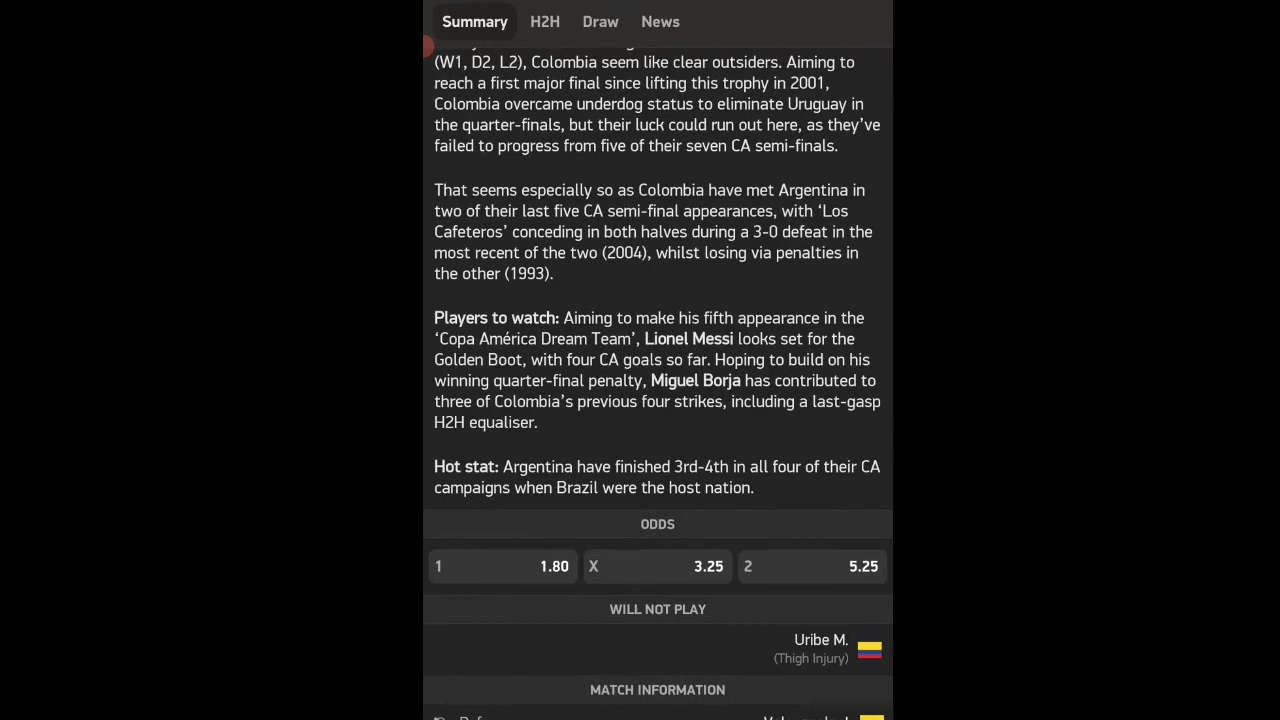 Summary H2H Draw News
(W1, D2, L2), Colombia seem like clear outsiders. Aiming to
reach a first major final since lifting this trophy in 2001,
Colombia overcame underdog status to eliminate Uruguay in
the quarter-finals, but their luck could run out here, as they’ve
failed to progress from five of their seven CA semi-finals.
That seems especially so as Colombia have met Argentina in
two of their last five CA semi-final appearances, with ‘Los
Cafeteros’ conceding in both halves during a 3-0 defeat in the
most recent of the two (2004), whilst losing via penalties in
the other (1993).
Players to watch: Aiming to make his fifth appearance in the
‘Copa América Dream Team’, Lionel Messi looks set for the
Golden Boot, with four CA goals so far. Hoping to build on his
winning quarter-final penalty, Miguel Borja has contributed to
three of Colombia’s previous four strikes, including a last-gasp
H2H equaliser.
Hot stat: Argentina have finished 3rd-4th in all four of their CA
campaigns when Brazil were the host nation.
ODDS
1 1.80 X 3.25 2 5.25
WILL NOT PLAY
Uribe M.
(Thigh Injury)
MATCH INFORMATION